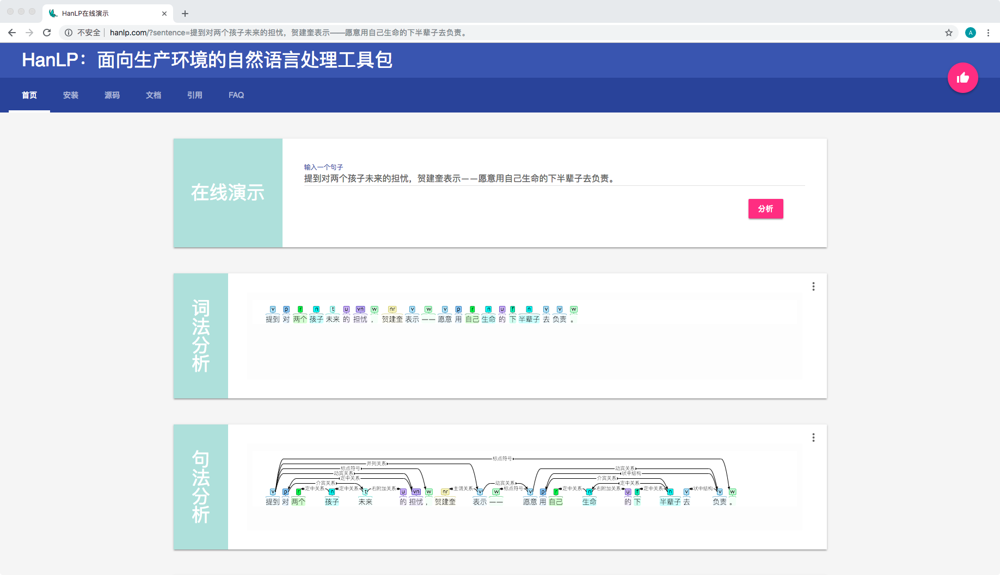 HanLP在线演示
不安全 hanlp.com/?sentence=提到对两个孩子未来的担忧，贺建奎表示——愿意用自己生命的下半辈子去负责。
A
HanLP：面向生产环境的自然语言处理工具包
首页 安装 源码 文档 引用 FAQ
在线演示
输入一个句子
提到对两个孩子未来的担忧，贺建奎表示——愿意用自己生命的下半辈子去负责。
分析
词法分析
v p r n t u vn w nr v w v p r n u f n v v w
提到 对 两个 孩子 未来 的 担忧 ， 贺建奎 表示 —— 愿意 用 自己 生命 的 下 半辈子 去 负责 。
句法分析
标点符号
并列关系
标点符号 动宾关系
动宾关系 状中结构
定中关系 介宾关系
介宾关系 动宾关系 定中关系
定中关系 定中关系 右附加关系 主谓关系 标点符号 定中关系 右附加关系 定中关系 状中结构
v p r n t u vn w nr v w v p r n u f n v v w
提到 对 两个 孩子 未来 的 担忧 ， 贺建奎 表示 —— 愿意 用 自己 生命 的 下 半辈子 去 负责 。